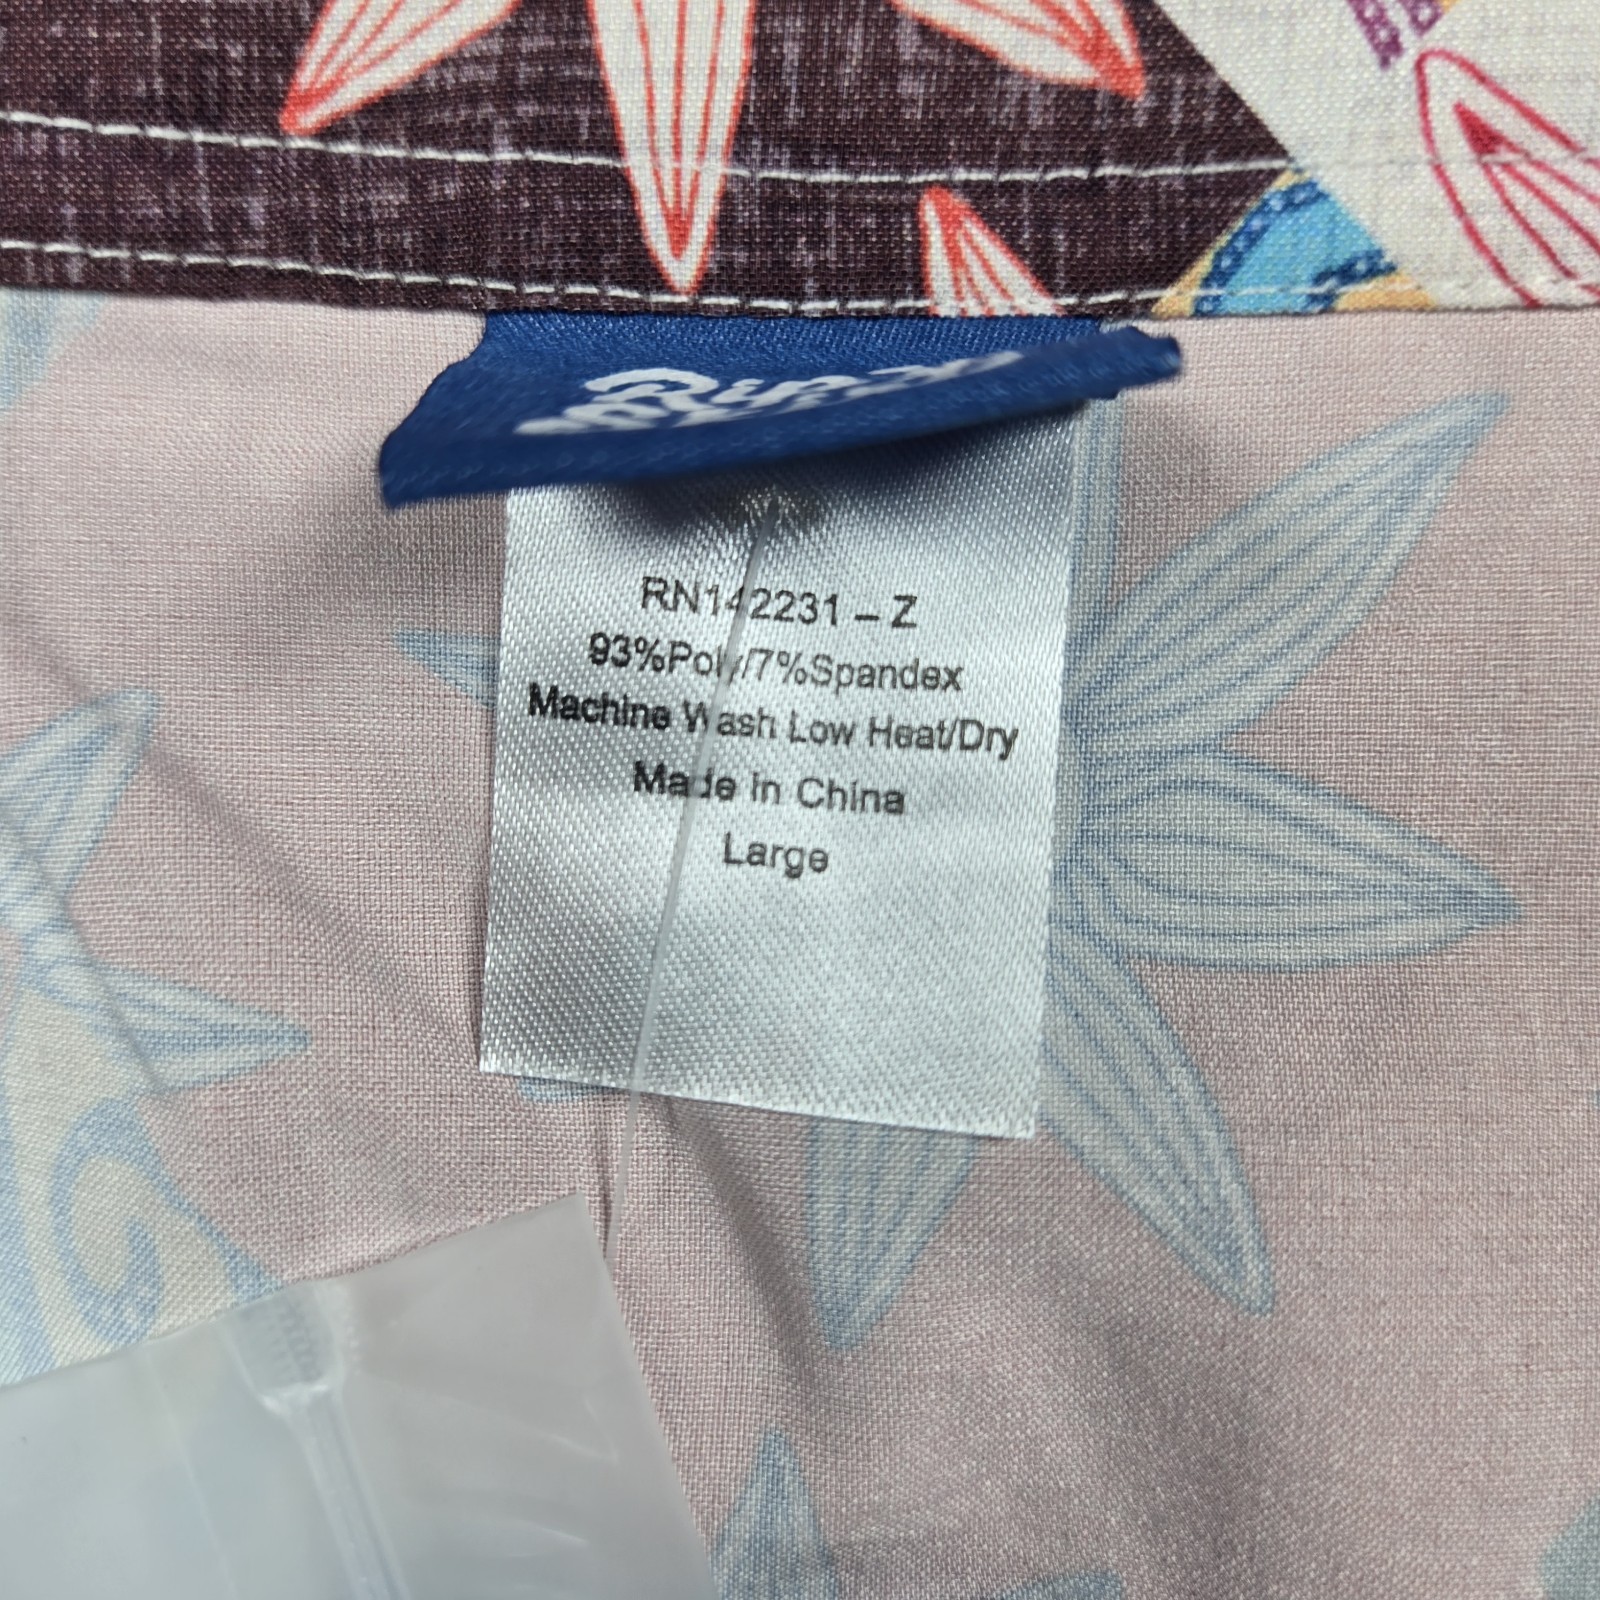 RN142231 – Z
93%Poly/7%Spandex
Machine Wash Low Heat/Dry
Made in China
Large